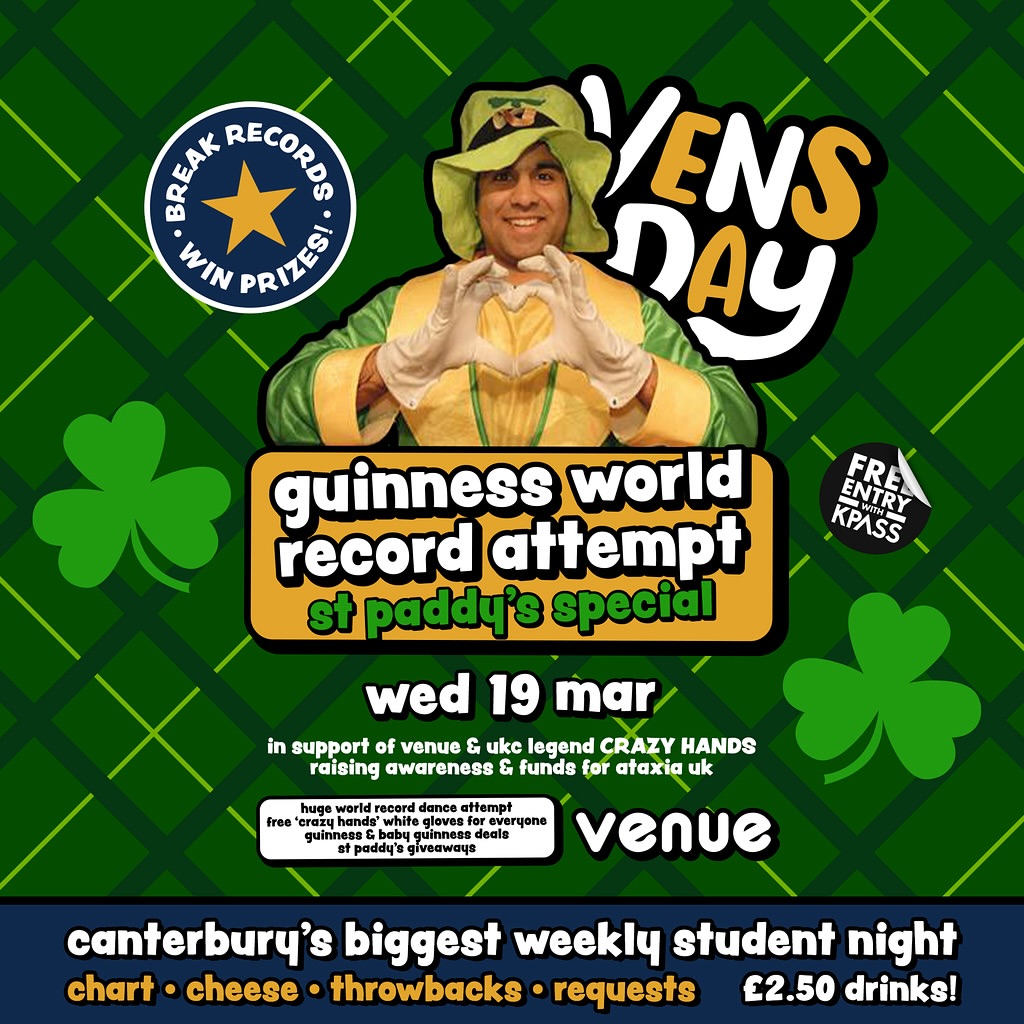 VENS
DAY
• BREAK RECORDS •
WIN PRIZES!
guinness world
record attempt
st paddy's special
FREE
ENTRY
WITH
KPASS
wed 19 mar
in support of venue & ukc legend CRAZY HANDS
raising awareness & funds for ataxia uk
huge world record dance attempt
free 'crazy hands' white gloves for everyone
guinness & baby guinness deals
st paddy's giveaways
venue
canterbury's biggest weekly student night
chart • cheese • throwbacks • requests £2.50 drinks!